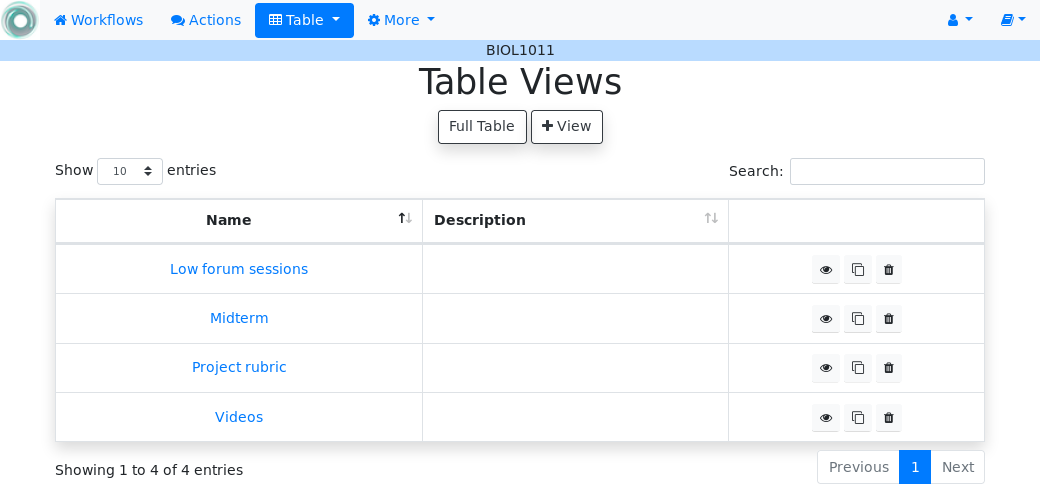 Workflows Actions Table More
BIOL1011
Table Views
Full Table View
Show 10 entries Search:
Name Description
Low forum sessions
Midterm
Project rubric
Videos
Showing 1 to 4 of 4 entries Previous 1 Next